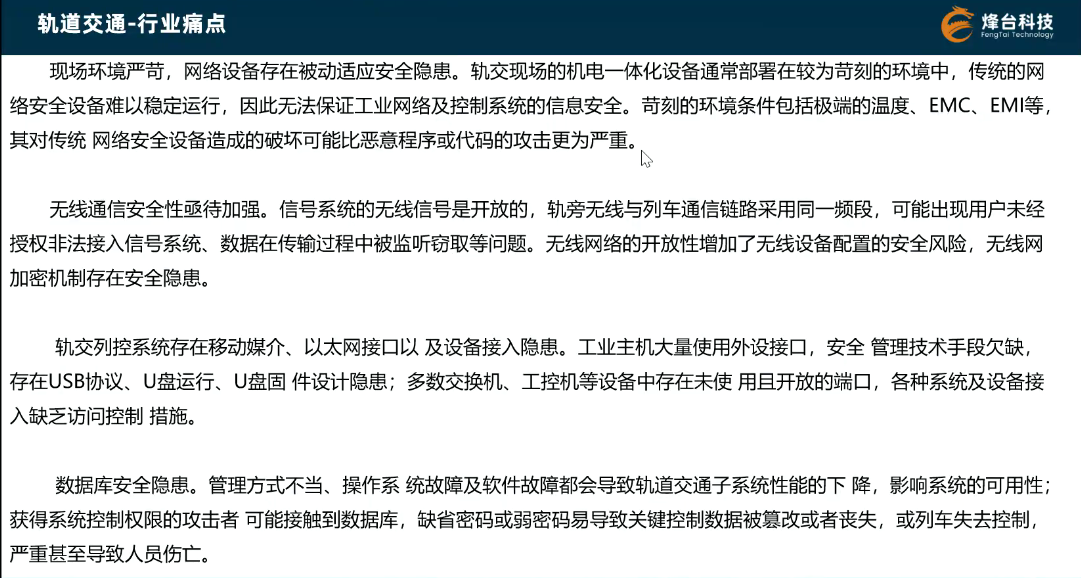 轨道交通-行业痛点
烽台科技
FengTai Technology
现场环境严苛，网络设备存在被动适应安全隐患。轨交现场的机电一体化设备通常部署在较为苛刻的环境中，传统的网
络安全设备难以稳定运行，因此无法保证工业网络及控制系统的信息安全。苛刻的环境条件包括极端的温度、EMC、EMI等，
其对传统 网络安全设备造成的破坏可能比恶意程序或代码的攻击更为严重。
无线通信安全性亟待加强。信号系统的无线信号是开放的，轨旁无线与列车通信链路采用同一频段，可能出现用户未经
授权非法接入信号系统、数据在传输过程中被监听窃取等问题。无线网络的开放性增加了无线设备配置的安全风险，无线网
加密机制存在安全隐患。
轨交列控系统存在移动媒介、以太网接口以 及设备接入隐患。工业主机大量使用外设接口，安全 管理技术手段欠缺，
存在USB协议、U盘运行、U盘固 件设计隐患；多数交换机、工控机等设备中存在未使 用且开放的端口，各种系统及设备接
入缺乏访问控制 措施。
数据库安全隐患。管理方式不当、操作系 统故障及软件故障都会导致轨道交通子系统性能的下 降，影响系统的可用性；
获得系统控制权限的攻击者 可能接触到数据库，缺省密码或弱密码易导致关键控制数据被篡改或者丧失，或列车失去控制，
严重甚至导致人员伤亡。